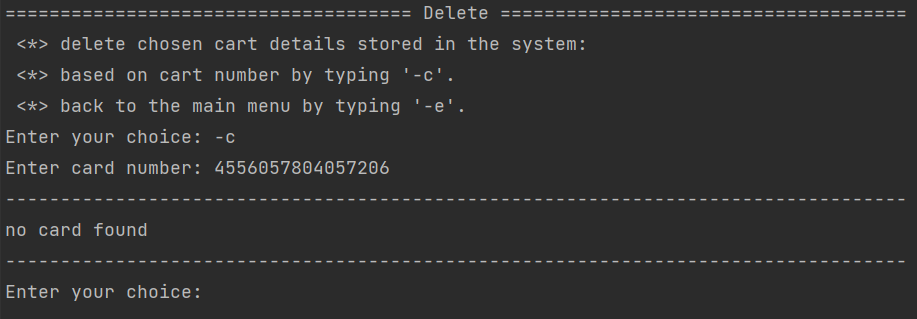 ===================================== Delete =====================================
<*> delete chosen cart details stored in the system:
<*> based on cart number by typing '-c'.
<*> back to the main menu by typing '-e'.
Enter your choice: -c
Enter card number: 4556057804057206
----------------------------------------------------------------------------------
no card found
----------------------------------------------------------------------------------
Enter your choice: